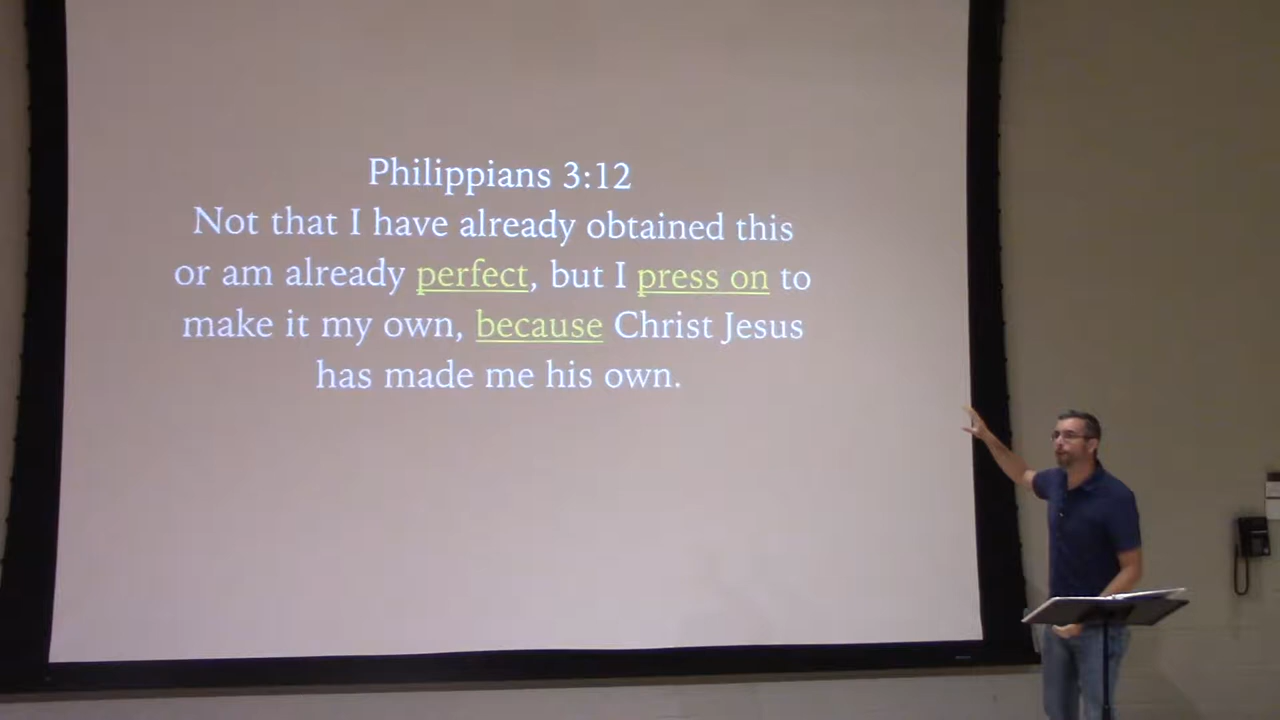 Philippians 3:12
Not that I have already obtained this
or am already perfect, but I press on to
make it my own, because Christ Jesus
has made me his own.